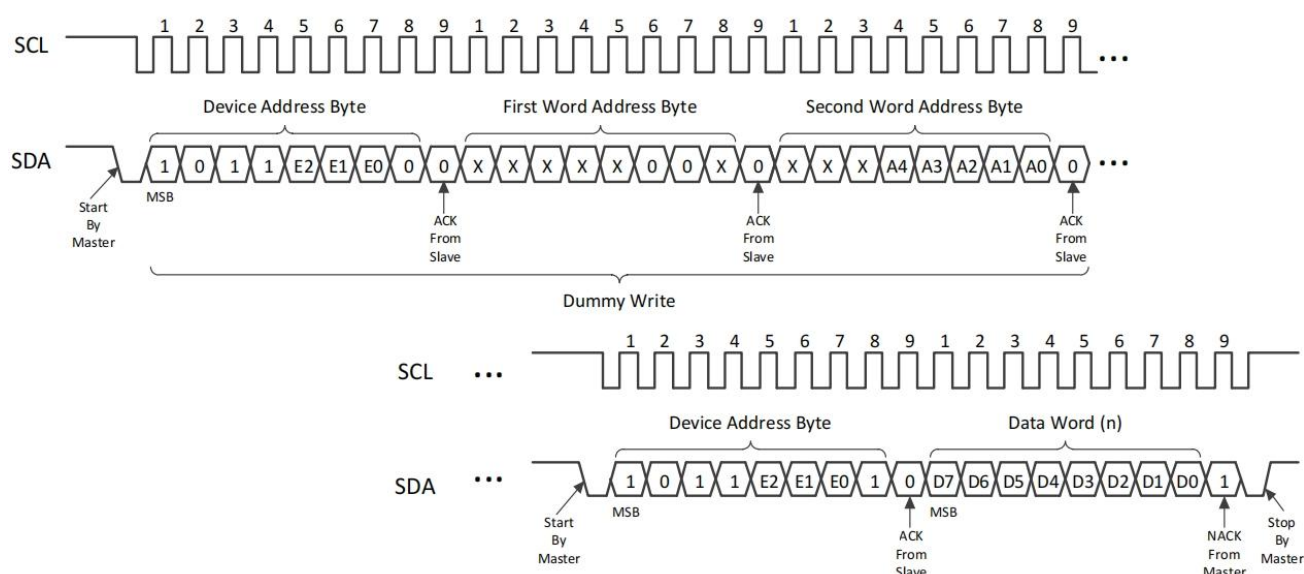 1 2 3 4 5 6 7 8 9 1 2 3 4 5 6 7 8 9 1 2 3 4 5 6 7 8 9
SCL ...
Device Address Byte First Word Address Byte Second Word Address Byte
SDA 1 0 1 1 E2 E1 E0 0 0 X X X X X 0 0 X 0 X X X A4 A3 A2 A1 A0 0 ...
MSB
Start
By
Master
ACK
From
Slave
ACK
From
Slave
ACK
From
Slave
Dummy Write
1 2 3 4 5 6 7 8 9 1 2 3 4 5 6 7 8 9
SCL ...
Device Address Byte Data Word (n)
SDA ... 1 0 1 1 E2 E1 E0 1 0 D7 D6 D5 D4 D3 D2 D1 D0 1
MSB MSB
Start
By
Master
ACK
From
Slave
NACK
From
Master
Stop
By
Master